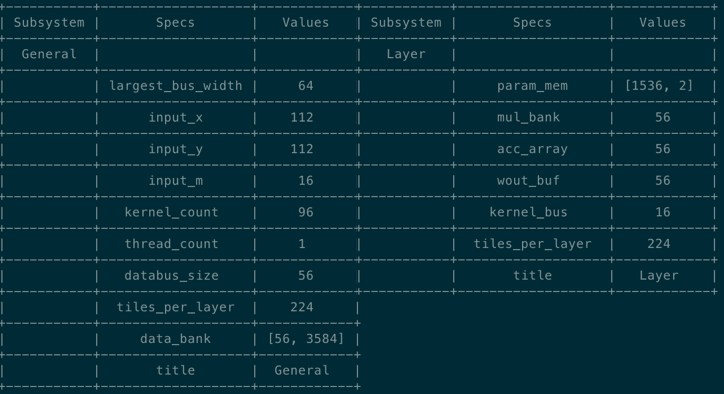 Subsystem Specs Values Subsystem Specs Values
General Layer
largest_bus_width 64 param_mem [1536, 2]
input_x 112 mul_bank 56
input_y 112 acc_array 56
input_m 16 wout_buf 56
kernel_count 96 kernel_bus 16
thread_count 1 tiles_per_layer 224
databus_size 56 title Layer
tiles_per_layer 224
data_bank [56, 3584]
title General